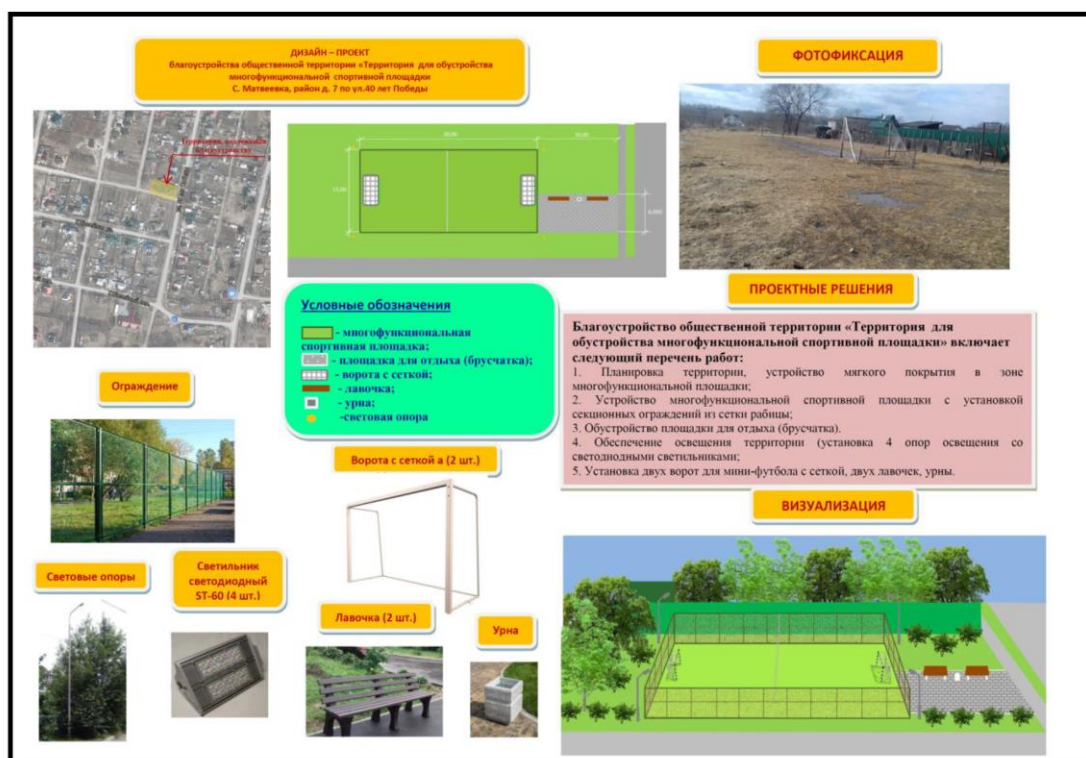 ДИЗАЙН – ПРОЕКТ
благоустройства общественной территории «Территория для обустройства
многофункциональной спортивной площадки
С. Матвеевка, район д. 7 по ул.40 лет Победы
ФОТОФИКСАЦИЯ
Территория, подлежащая
благоустройству
15,00
Условные обозначения
- многофункциональная
спортивная площадка;
- площадка для отдыха (брусчатка);
- ворота с сеткой;
- лавочка;
- урна;
-световая опора
ПРОЕКТНЫЕ РЕШЕНИЯ
Благоустройство общественной территории «Территория для
обустройства многофункциональной спортивной площадки» включает
следующий перечень работ:
1. Планировка территории, устройство мягкого покрытия в зоне
многофункциональной площадки;
2. Устройство многофункциональной спортивной площадки с установкой
секционных ограждений из сетки рабицы;
3. Обустройство площадки для отдыха (брусчатка).
4. Обеспечение освещения территории (установка 4 опор освещения со
светодиодными светильниками;
5. Установка двух ворот для мини-футбола с сеткой, двух лавочек, урны.
Ограждение
Ворота с сеткой а (2 шт.)
ВИЗУАЛИЗАЦИЯ
Световые опоры
Светильник
светодиодный
ST-60 (4 шт.)
Лавочка (2 шт.)
Урна